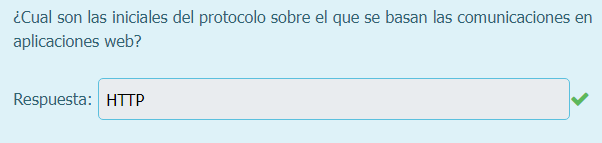 ¿Cual son las iniciales del protocolo sobre el que se basan las comunicaciones en
aplicaciones web?
Respuesta: HTTP